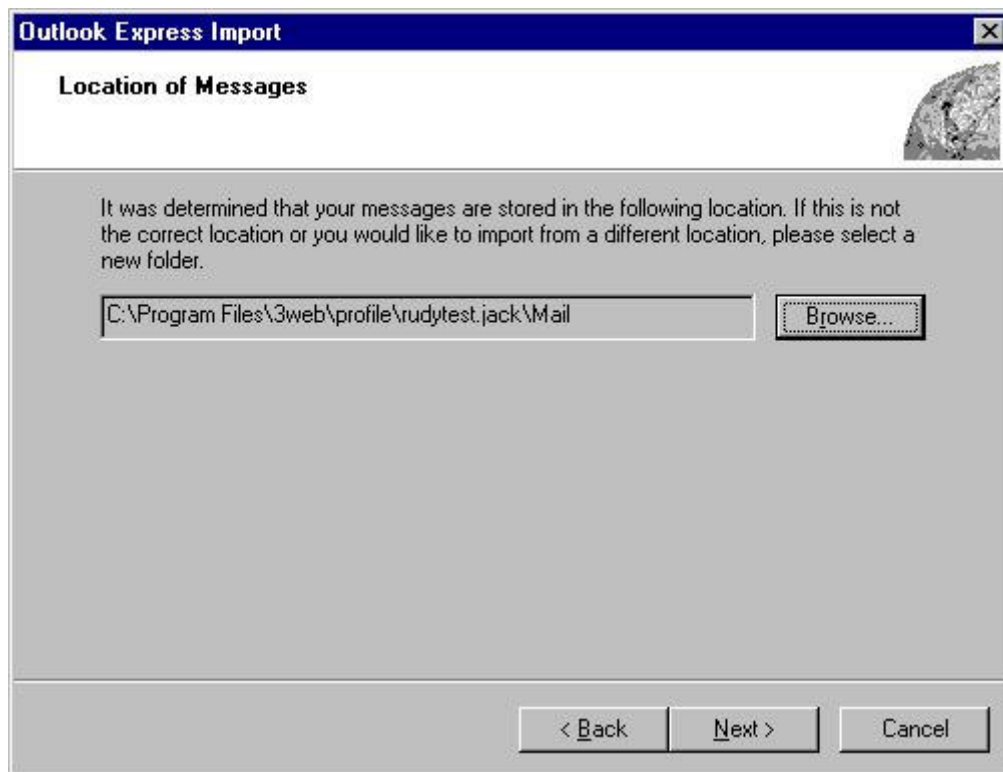 Outlook Express Import
Location of Messages
It was determined that your messages are stored in the following location. If this is not
the correct location or you would like to import from a different location, please select a
new folder.
C:\Program Files\3web\profile\rudytest.jack\Mail
Browse...
< Back
Next >
Cancel